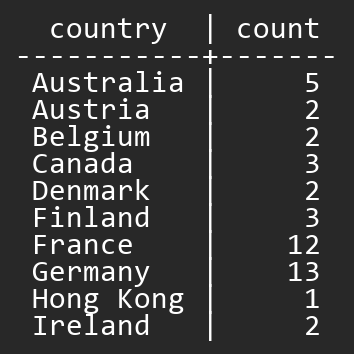 country | count
-----------+-------
Australia | 5
Austria | 2
Belgium | 2
Canada | 3
Denmark | 2
Finland | 3
France | 12
Germany | 13
Hong Kong | 1
Ireland | 2